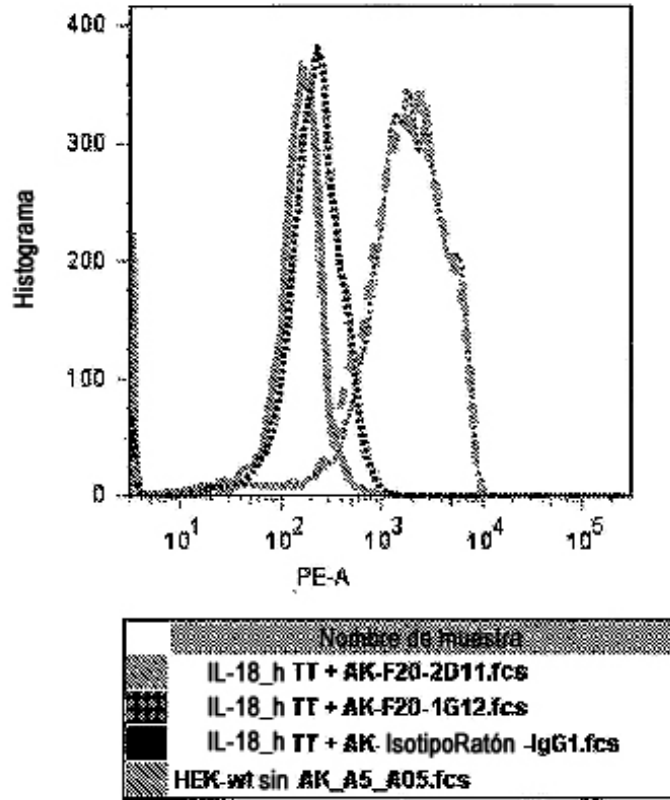 400
300
200
100
0
Histograma
10^1
10^2
10^3
10^4
10^5
PE-A
Nombre de muestra
IL-18_h TT + AK-F20-2D11.fcs
IL-18_h TT + AK-F20-1G12.fcs
IL-18_h TT + AK- IsotipoRatón -IgG1.fcs
HEK-wt sin AK_A5_A05.fcs